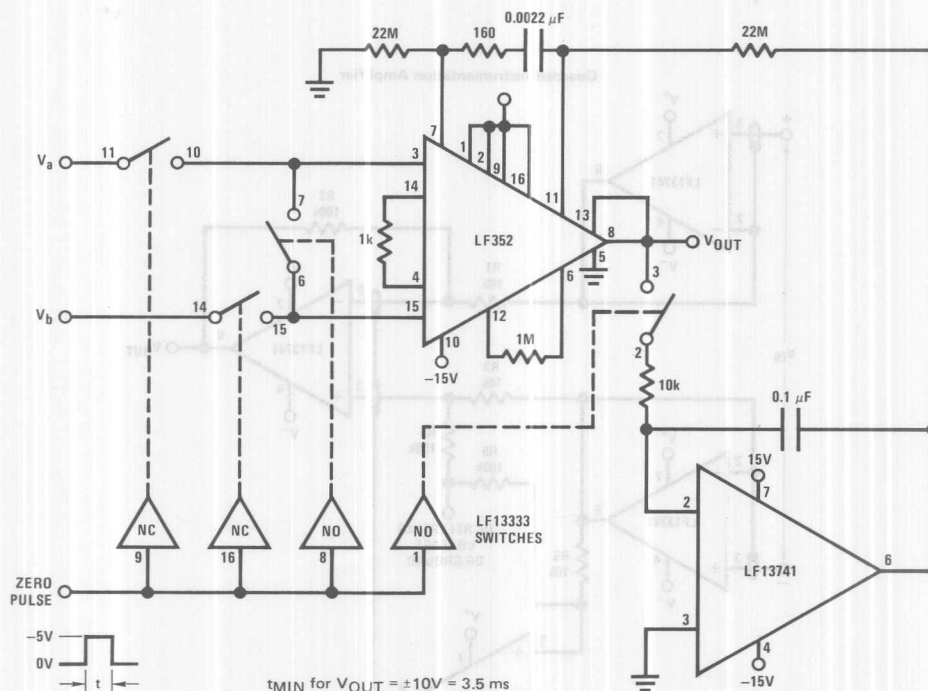 22M
160
0.0022 μF
22M
7
1
2
9
16
11
Va
11
10
3
7
14
13
8
VOUT
1k
LF352
5
3
6
4
6
Vb
14
15
15
12
1M
10
-15V
2
10k
0.1 μF
15V
7
2
NC
NC
NO
NO
LF13333
SWITCHES
9
16
8
1
LF13741
6
ZERO
PULSE
3
-5V
0V
t
4
-15V
tMIN for VOUT = ±10V = 3.5 ms